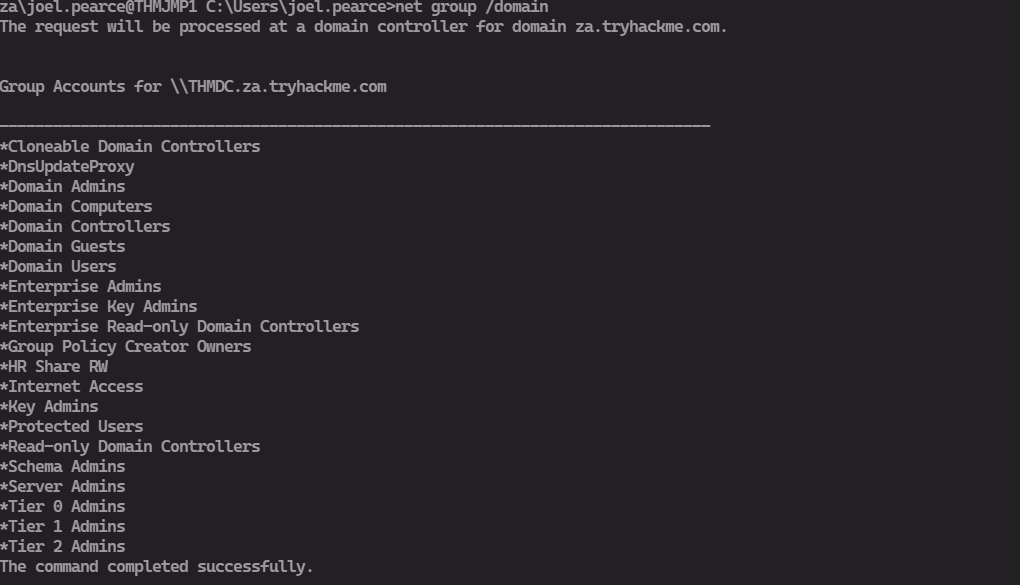 za\joel.pearce@THMJMP1 C:\Users\joel.pearce>net group /domain
The request will be processed at a domain controller for domain za.tryhackme.com.
Group Accounts for \\THMDC.za.tryhackme.com
-------------------------------------------------------------------------------
*Cloneable Domain Controllers
*DnsUpdateProxy
*Domain Admins
*Domain Computers
*Domain Controllers
*Domain Guests
*Domain Users
*Enterprise Admins
*Enterprise Key Admins
*Enterprise Read-only Domain Controllers
*Group Policy Creator Owners
*HR Share RW
*Internet Access
*Key Admins
*Protected Users
*Read-only Domain Controllers
*Schema Admins
*Server Admins
*Tier 0 Admins
*Tier 1 Admins
*Tier 2 Admins
The command completed successfully.